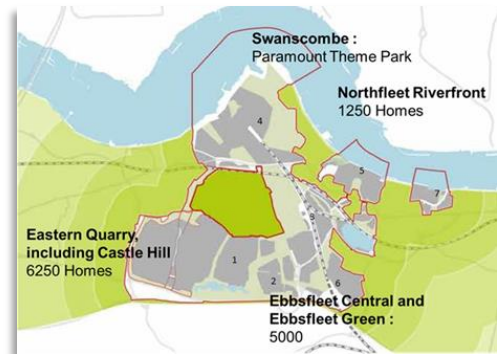 Swanscombe :
Paramount Theme Park
Northfleet Riverfront
1250 Homes
4
5
7
3
Eastern Quarry,
including Castle Hill
6250 Homes
1
2
6
Ebbsfleet Central and
Ebbsfleet Green :
5000